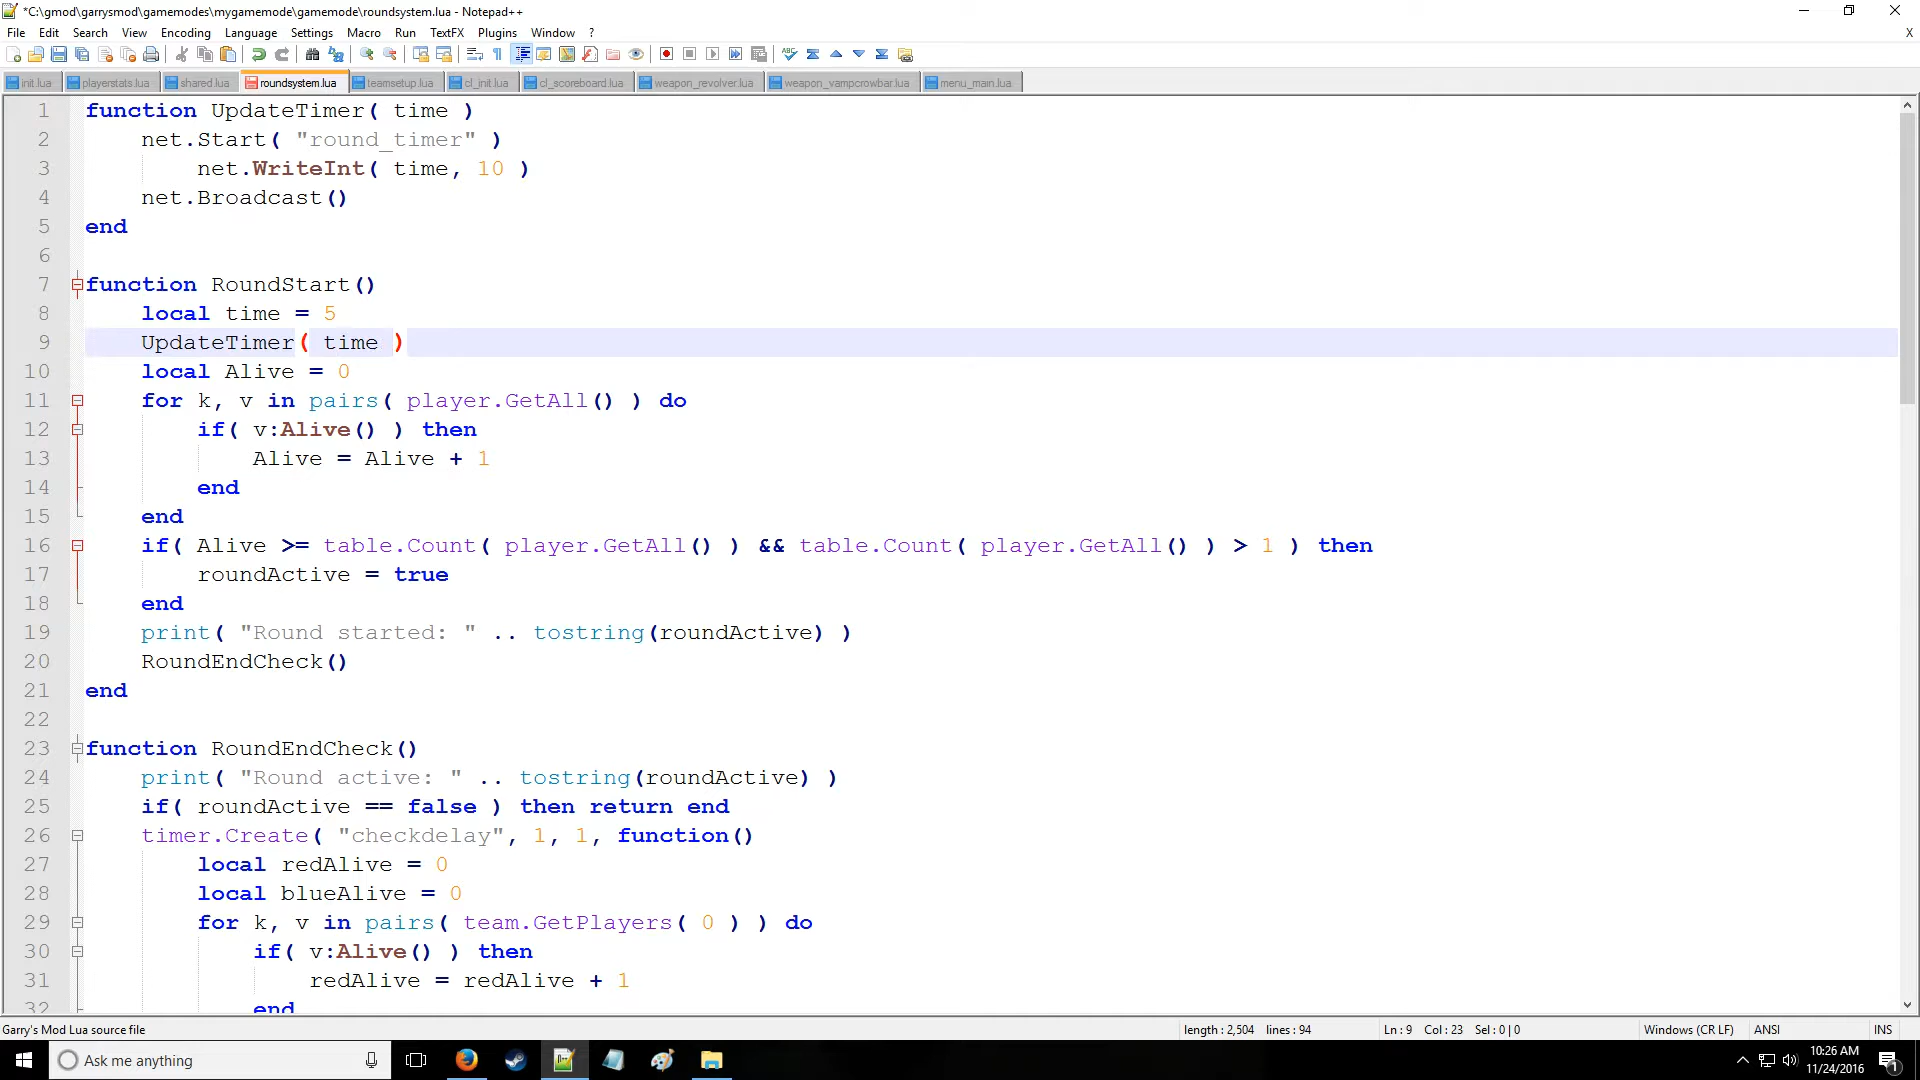 *C:\gmod\garrysmod\gamemodes\mygamemode\gamemode\roundsystem.lua - Notepad++
File Edit Search View Encoding Language Settings Macro Run TextFX Plugins Window ? X
init.lua playerstats.lua shared.lua roundsystem.lua teamsetup.lua cl_init.lua cl_scoreboard.lua weapon_revolver.lua weapon_vampcrowbar.lua menu_main.lua
1 function UpdateTimer( time )
2 net.Start( "round_timer" )
3 net.WriteInt( time, 10 )
4 net.Broadcast()
5 end
6
7 function RoundStart()
8 local time = 5
9 UpdateTimer( time )
10 local Alive = 0
11 for k, v in pairs( player.GetAll() ) do
12 if( v:Alive() ) then
13 Alive = Alive + 1
14 end
15 end
16 if( Alive >= table.Count( player.GetAll() ) && table.Count( player.GetAll() ) > 1 ) then
17 roundActive = true
18 end
19 print( "Round started: " .. tostring(roundActive) )
20 RoundEndCheck()
21 end
22
23 function RoundEndCheck()
24 print( "Round active: " .. tostring(roundActive) )
25 if( roundActive == false ) then return end
26 timer.Create( "checkdelay", 1, 1, function()
27 local redAlive = 0
28 local blueAlive = 0
29 for k, v in pairs( team.GetPlayers( 0 ) ) do
30 if( v:Alive() ) then
31 redAlive = redAlive + 1
32 end
Garry's Mod Lua source file length : 2,504 lines : 94 Ln : 9 Col : 23 Sel : 0 | 0 Windows (CR LF) ANSI INS
Ask me anything 10:26 AM
11/24/2016 1